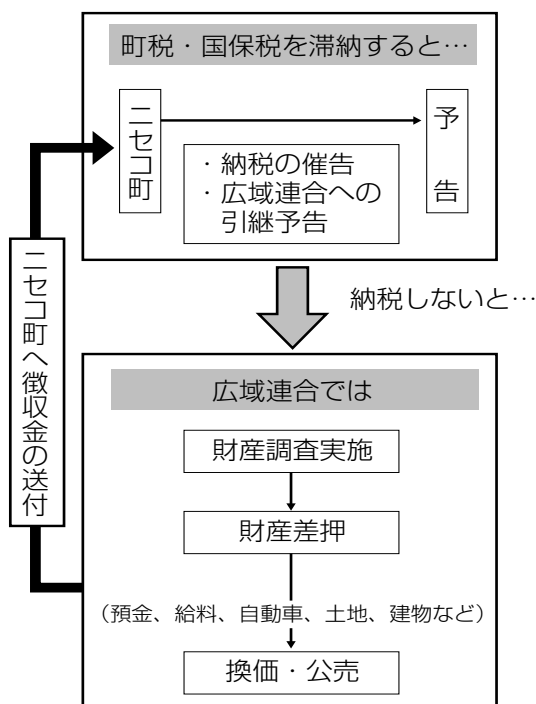 町税・国保税を滞納すると…
ニセコ町
予告
・納税の催告
・広域連合への
引継予告
納税しないと…
ニセコ町へ徴収金の送付
広域連合では
財産調査実施
財産差押
（預金、給料、自動車、土地、建物など）
換価・公売